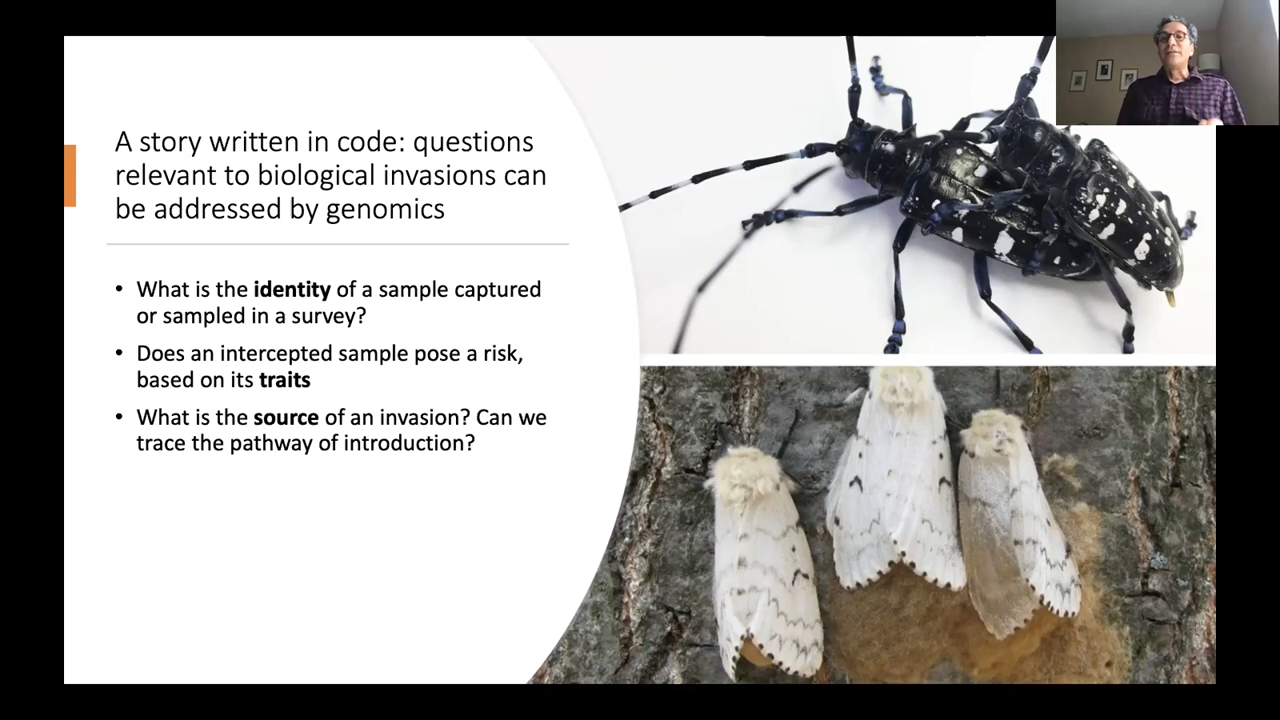 A story written in code: questions
relevant to biological invasions can
be addressed by genomics
• What is the identity of a sample captured
or sampled in a survey?
• Does an intercepted sample pose a risk,
based on its traits
• What is the source of an invasion? Can we
trace the pathway of introduction?